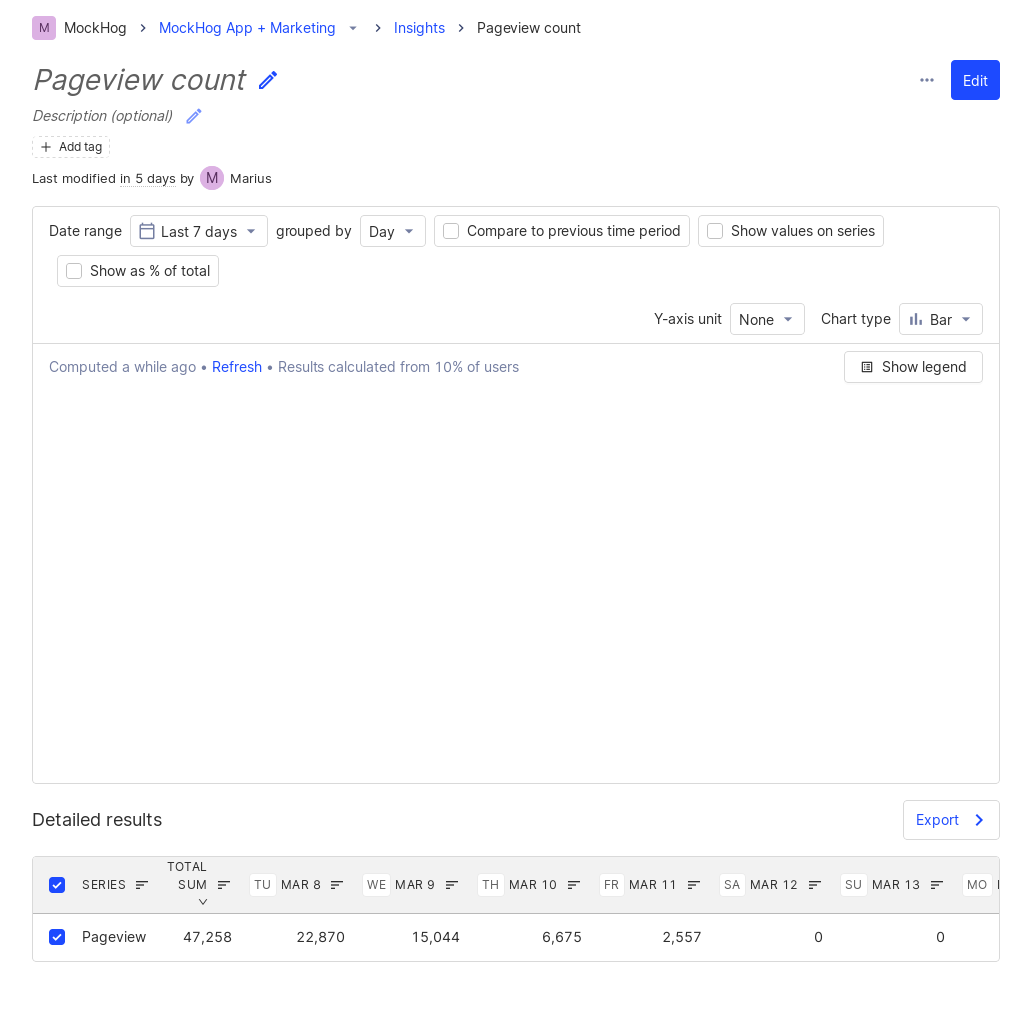 M MockHog MockHog App + Marketing Insights Pageview count
Pageview count
Edit
Description (optional)
Add tag
Last modified in 5 days by M Marius
Date range Last 7 days grouped by Day Compare to previous time period Show values on series
Show as % of total
Y-axis unit None Chart type Bar
Computed a while ago • Refresh • Results calculated from 10% of users Show legend
Detailed results Export
TOTAL
SERIES SUM TU MAR 8 WE MAR 9 TH MAR 10 FR MAR 11 SA MAR 12 SU MAR 13 MO
Pageview 47,258 22,870 15,044 6,675 2,557 0 0